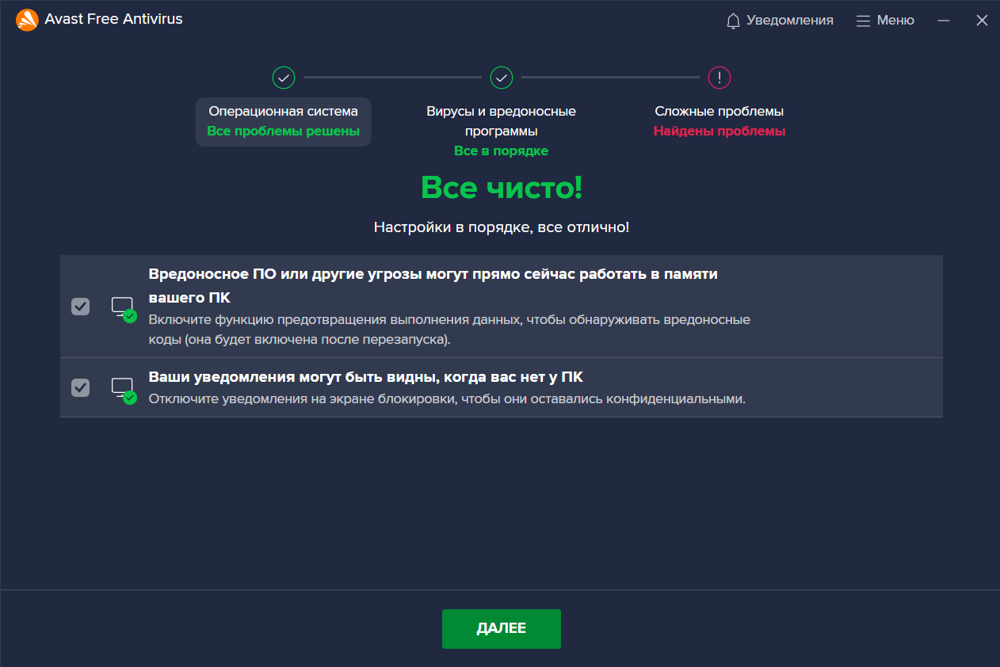 Avast Free Antivirus
Уведомления
Меню
Операционная система
Все проблемы решены
Вирусы и вредоносные
программы
Все в порядке
Сложные проблемы
Найдены проблемы
Все чисто!
Настройки в порядке, все отлично!
Вредоносное ПО или другие угрозы могут прямо сейчас работать в памяти
вашего ПК
Включите функцию предотвращения выполнения данных, чтобы обнаруживать вредоносные
коды (она будет включена после перезапуска).
Ваши уведомления могут быть видны, когда вас нет у ПК
Отключите уведомления на экране блокировки, чтобы они оставались конфиденциальными.
ДАЛЕЕ